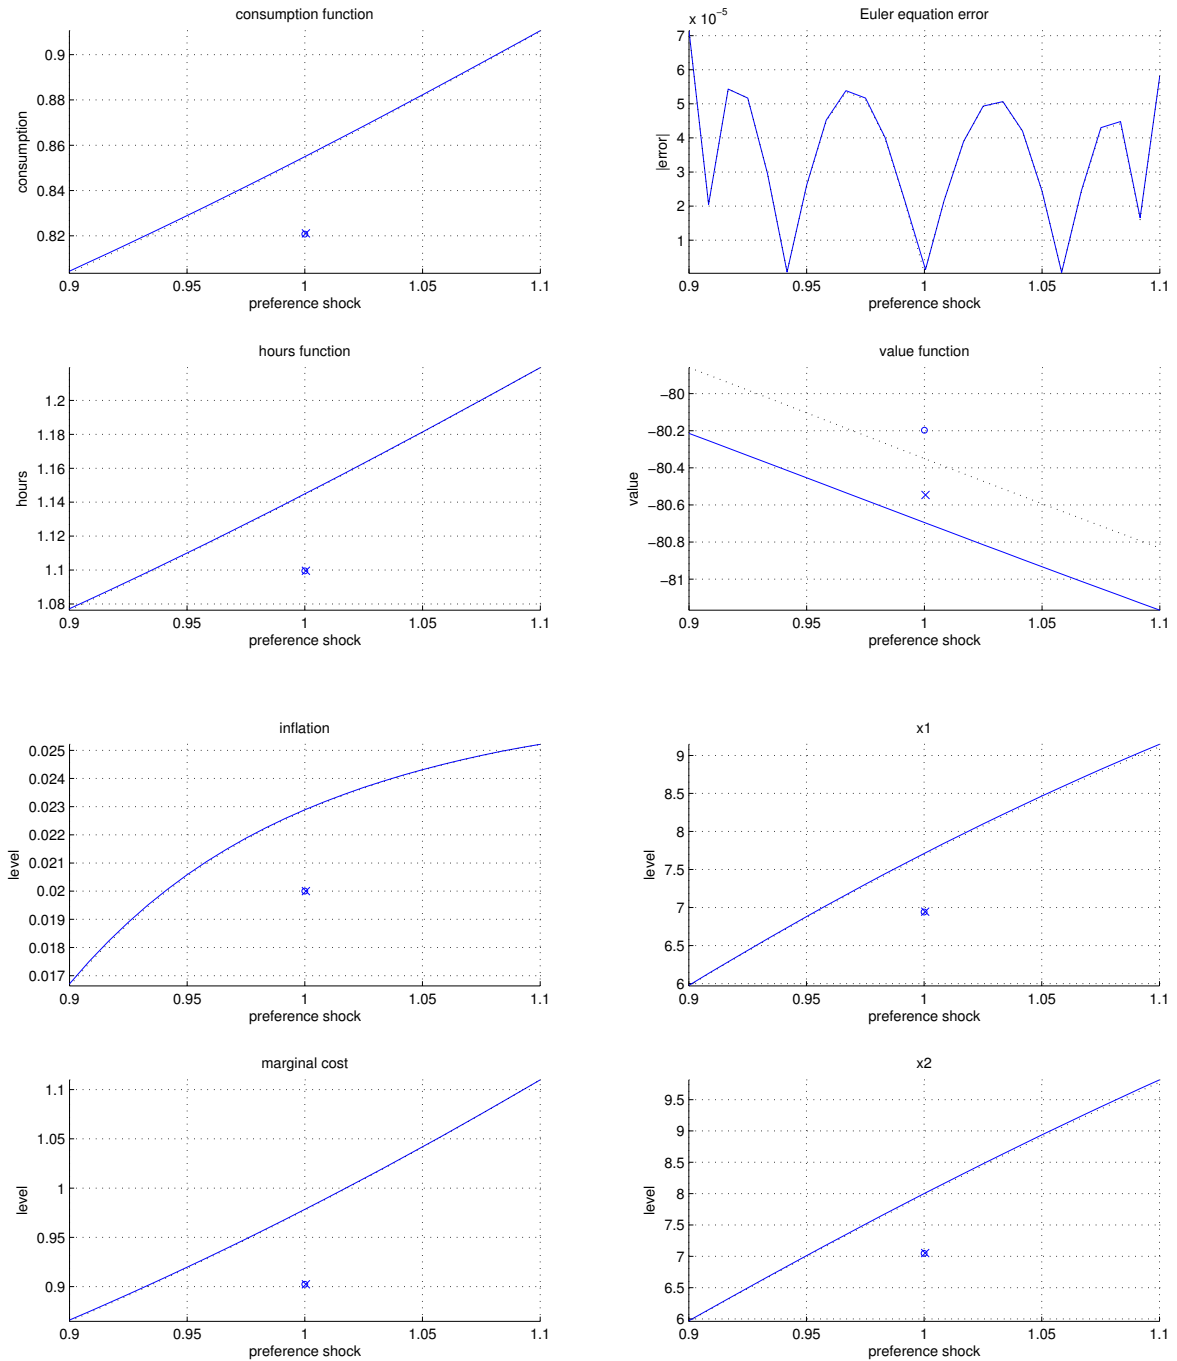 consumption function
consumption
0.9
0.88
0.86
0.84
0.82
0.9 0.95 1 1.05 1.1
preference shock
Euler equation error
x 10⁻⁵
|error|
7
6
5
4
3
2
1
0.9 0.95 1 1.05 1.1
preference shock
hours function
hours
1.2
1.18
1.16
1.14
1.12
1.1
1.08
0.9 0.95 1 1.05 1.1
preference shock
value function
value
−80
−80.2
−80.4
−80.6
−80.8
−81
0.9 0.95 1 1.05 1.1
preference shock
inflation
level
0.025
0.024
0.023
0.022
0.021
0.02
0.019
0.018
0.017
0.9 0.95 1 1.05 1.1
preference shock
x1
level
9
8.5
8
7.5
7
6.5
6
0.9 0.95 1 1.05 1.1
preference shock
marginal cost
level
1.1
1.05
1
0.95
0.9
0.9 0.95 1 1.05 1.1
preference shock
x2
level
9.5
9
8.5
8
7.5
7
6.5
6
0.9 0.95 1 1.05 1.1
preference shock